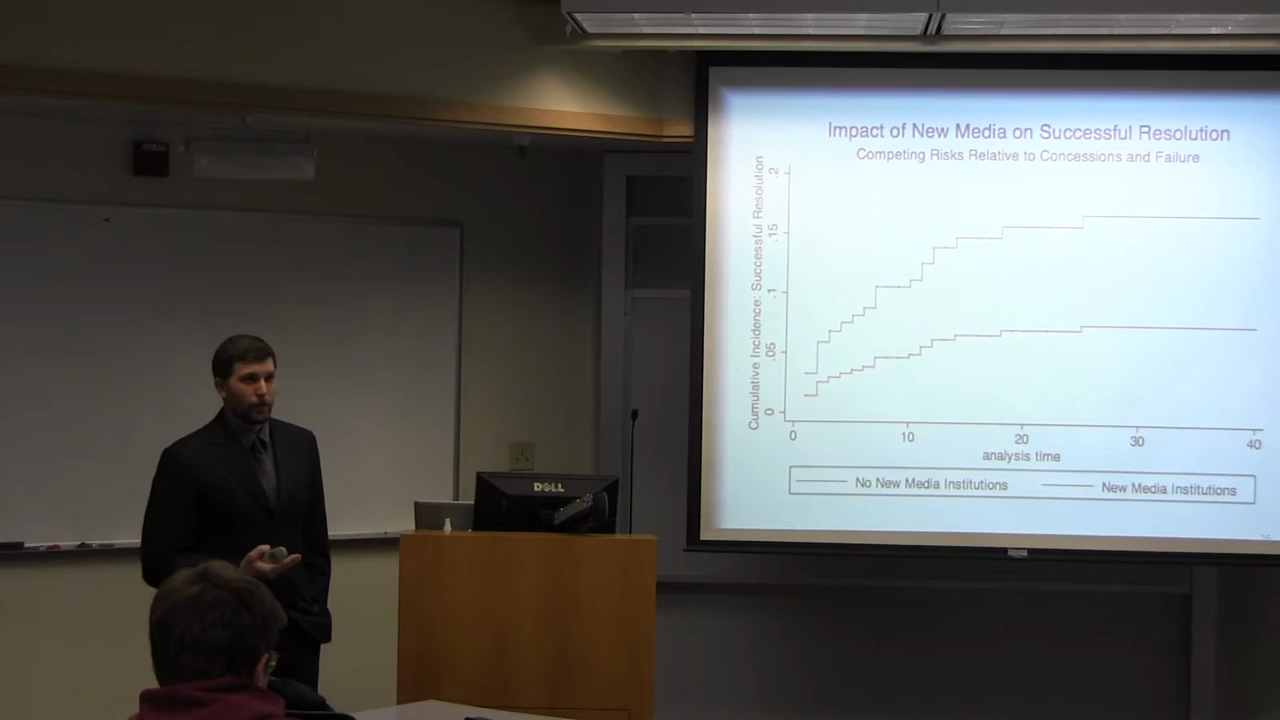 Impact of New Media on Successful Resolution
Competing Risks Relative to Concessions and Failure
Cumulative Incidence: Successful Resolution
.2
.15
.1
.05
0
0 10 20 30 40
analysis time
No New Media Institutions New Media Institutions
DELL